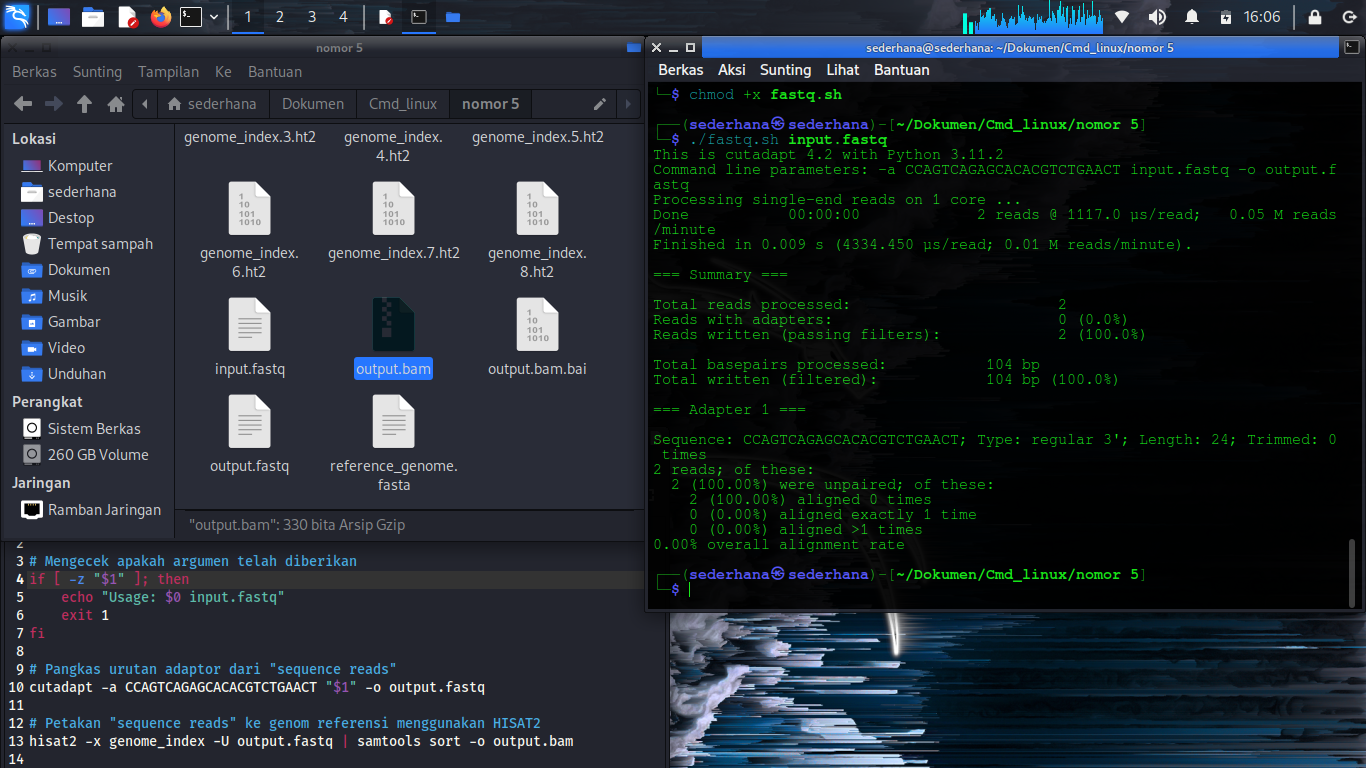 1 2 3 4
16:06
nomor 5
Berkas Sunting Tampilan Ke Bantuan
sederhana Dokumen Cmd_linux nomor 5
Lokasi
Komputer
sederhana
Destop
Tempat sampah
Dokumen
Musik
Gambar
Video
Unduhan
Perangkat
Sistem Berkas
260 GB Volume
Jaringan
Ramban Jaringan
genome_index.3.ht2
genome_index.
4.ht2
genome_index.5.ht2
genome_index.
6.ht2
genome_index.7.ht2
genome_index.
8.ht2
input.fastq
output.bam
output.bam.bai
output.fastq
reference_genome.
fasta
"output.bam": 330 bita Arsip Gzip
2
3 # Mengecek apakah argumen telah diberikan
4 if [ -z "$1" ]; then
5 echo "Usage: $0 input.fastq"
6 exit 1
7 fi
8
9 # Pangkas urutan adaptor dari "sequence reads"
10 cutadapt -a CCAGTCAGAGCACACGTCTGAACT "$1" -o output.fastq
11
12 # Petakan "sequence reads" ke genom referensi menggunakan HISAT2
13 hisat2 -x genome_index -U output.fastq | samtools sort -o output.bam
14
sederhana@sederhana: ~/Dokumen/Cmd_linux/nomor 5
Berkas Aksi Sunting Lihat Bantuan
└─$ chmod +x fastq.sh
┌──(sederhana㉿sederhana)-[~/Dokumen/Cmd_linux/nomor 5]
└─$ ./fastq.sh input.fastq
This is cutadapt 4.2 with Python 3.11.2
Command line parameters: -a CCAGTCAGAGCACACGTCTGAACT input.fastq -o output.f
astq
Processing single-end reads on 1 core ...
Done 00:00:00 2 reads @ 1117.0 µs/read; 0.05 M reads
/minute
Finished in 0.009 s (4334.450 µs/read; 0.01 M reads/minute).
=== Summary ===
Total reads processed: 2
Reads with adapters: 0 (0.0%)
Reads written (passing filters): 2 (100.0%)
Total basepairs processed: 104 bp
Total written (filtered): 104 bp (100.0%)
=== Adapter 1 ===
Sequence: CCAGTCAGAGCACACGTCTGAACT; Type: regular 3'; Length: 24; Trimmed: 0
times
2 reads; of these:
2 (100.00%) were unpaired; of these:
2 (100.00%) aligned 0 times
0 (0.00%) aligned exactly 1 time
0 (0.00%) aligned >1 times
0.00% overall alignment rate
┌──(sederhana㉿sederhana)-[~/Dokumen/Cmd_linux/nomor 5]
└─$